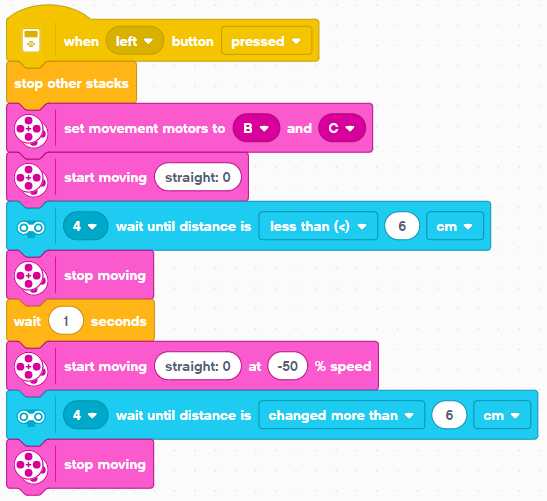 when left button pressed
stop other stacks
set movement motors to B and C
start moving straight: 0
4 wait until distance is less than (<) 6 cm
stop moving
wait 1 seconds
start moving straight: 0 at -50 % speed
4 wait until distance is changed more than 6 cm
stop moving